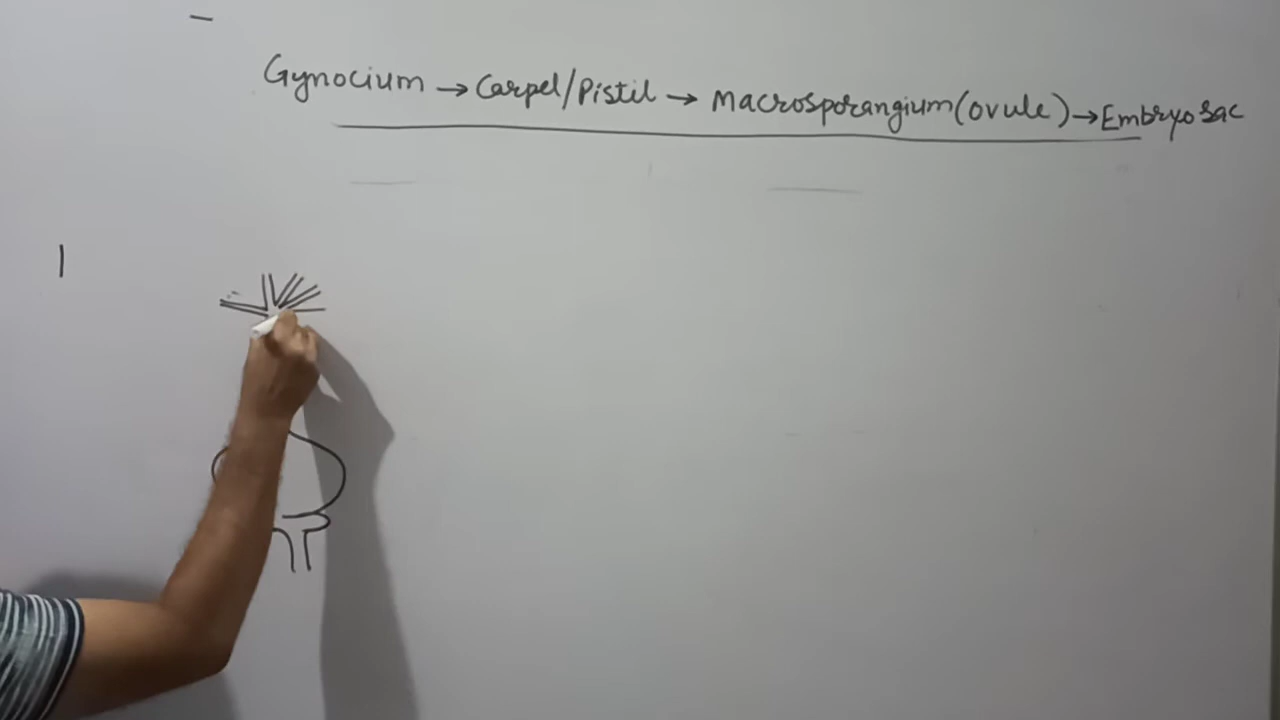 Gynocium → Carpel/Pistil → Macrosporangium (ovule) → Embryo sac